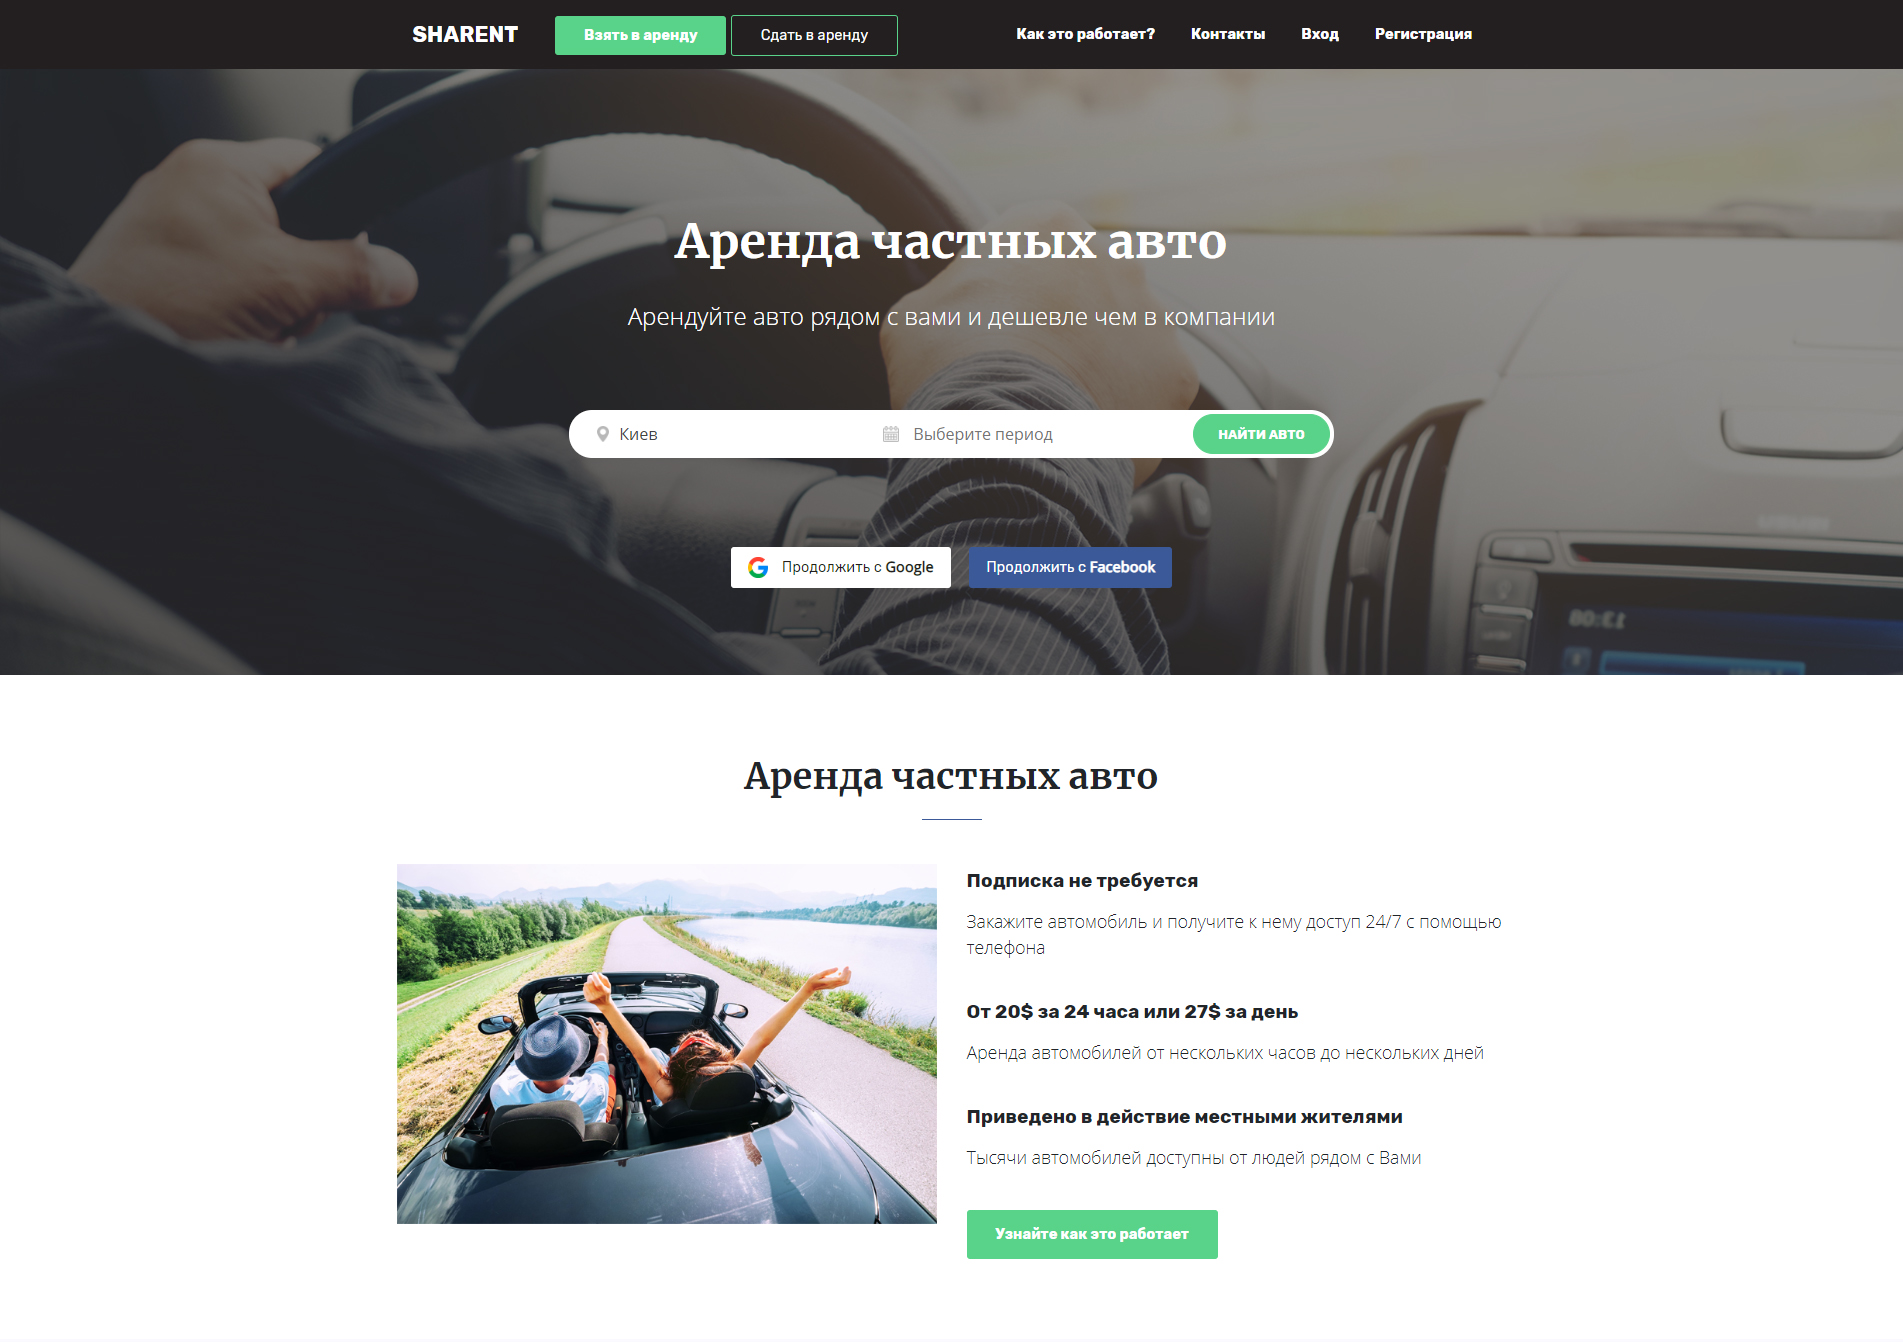 SHARENT
Взять в аренду
Сдать в аренду
Как это работает?
Контакты
Вход
Регистрация
Аренда частных авто
Арендуйте авто рядом с вами и дешевле чем в компании
Киев
Выберите период
НАЙТИ АВТО
Продолжить с Google
Продолжить с Facebook
Аренда частных авто
Подписка не требуется
Закажите автомобиль и получите к нему доступ 24/7 с помощью
телефона
От 20$ за 24 часа или 27$ за день
Аренда автомобилей от нескольких часов до нескольких дней
Приведено в действие местными жителями
Тысячи автомобилей доступны от людей рядом с Вами
Узнайте как это работает